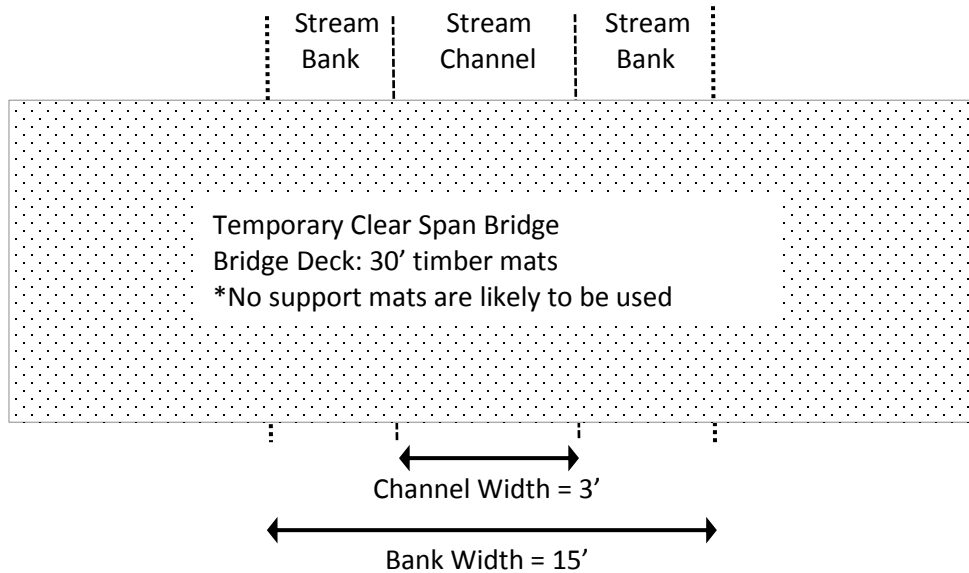 Stream Bank
Stream Channel
Stream Bank
Temporary Clear Span Bridge
Bridge Deck: 30’ timber mats
*No support mats are likely to be used
Channel Width = 3’
Bank Width = 15’